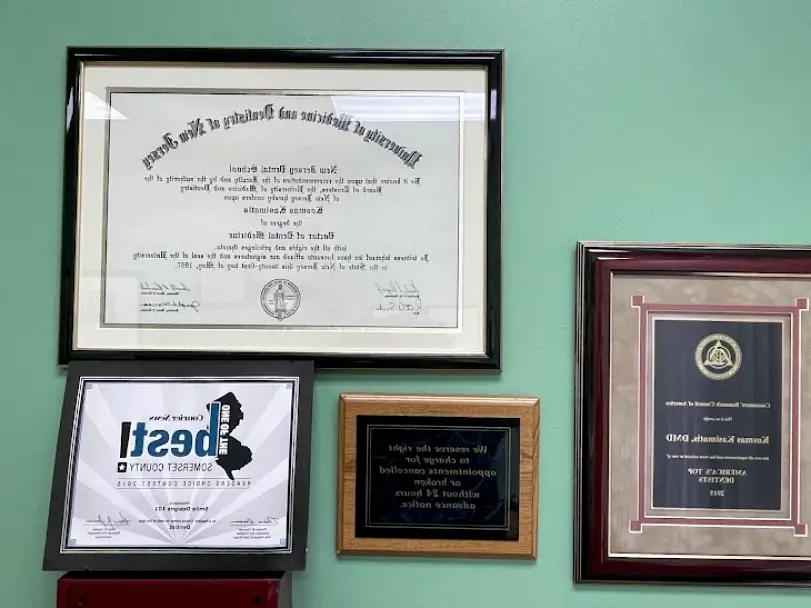 University of Medicine and Dentistry of New Jersey
New Jersey Dental School
Be it known that upon the recommendation of the Faculty and by the authority of the
Board of Trustees, the University of Medicine and Dentistry
of New Jersey hereby confers upon
Kosmas Kasimatis
the degree of
Doctor of Dental Medicine
with all the rights and privileges thereto.
In witness whereof we have hereunto affixed our signatures and the seal of the University
in the State of New Jersey this Twenty-first day of May, 1997.
Courier News
ONE OF THE
best!
SOMERSET COUNTY
READERS CHOICE CONTEST 2015
Presented to
Smile Designs 101
Dentist
We reserve the right
to charge for
appointments cancelled
or broken
without 24 hours
advance notice.
Consumers' Research Council of America
This is to certify
Kosmas Kasimatis, DMD
AMERICA'S TOP
DENTISTS
2015